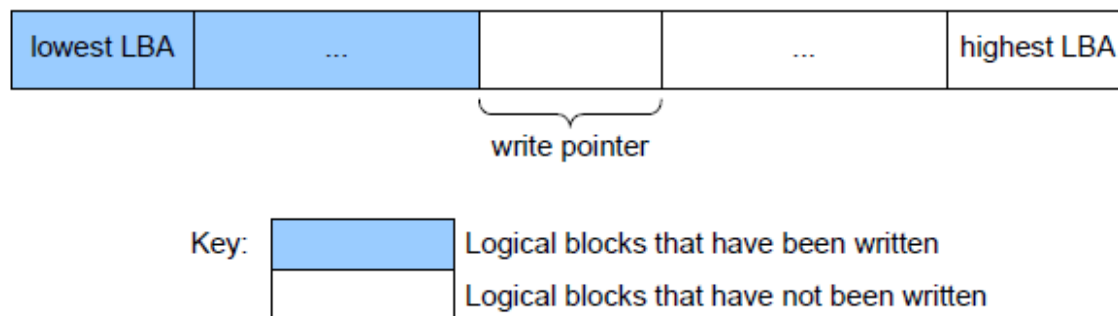 lowest LBA ... ... highest LBA
write pointer
Key: Logical blocks that have been written
Logical blocks that have not been written